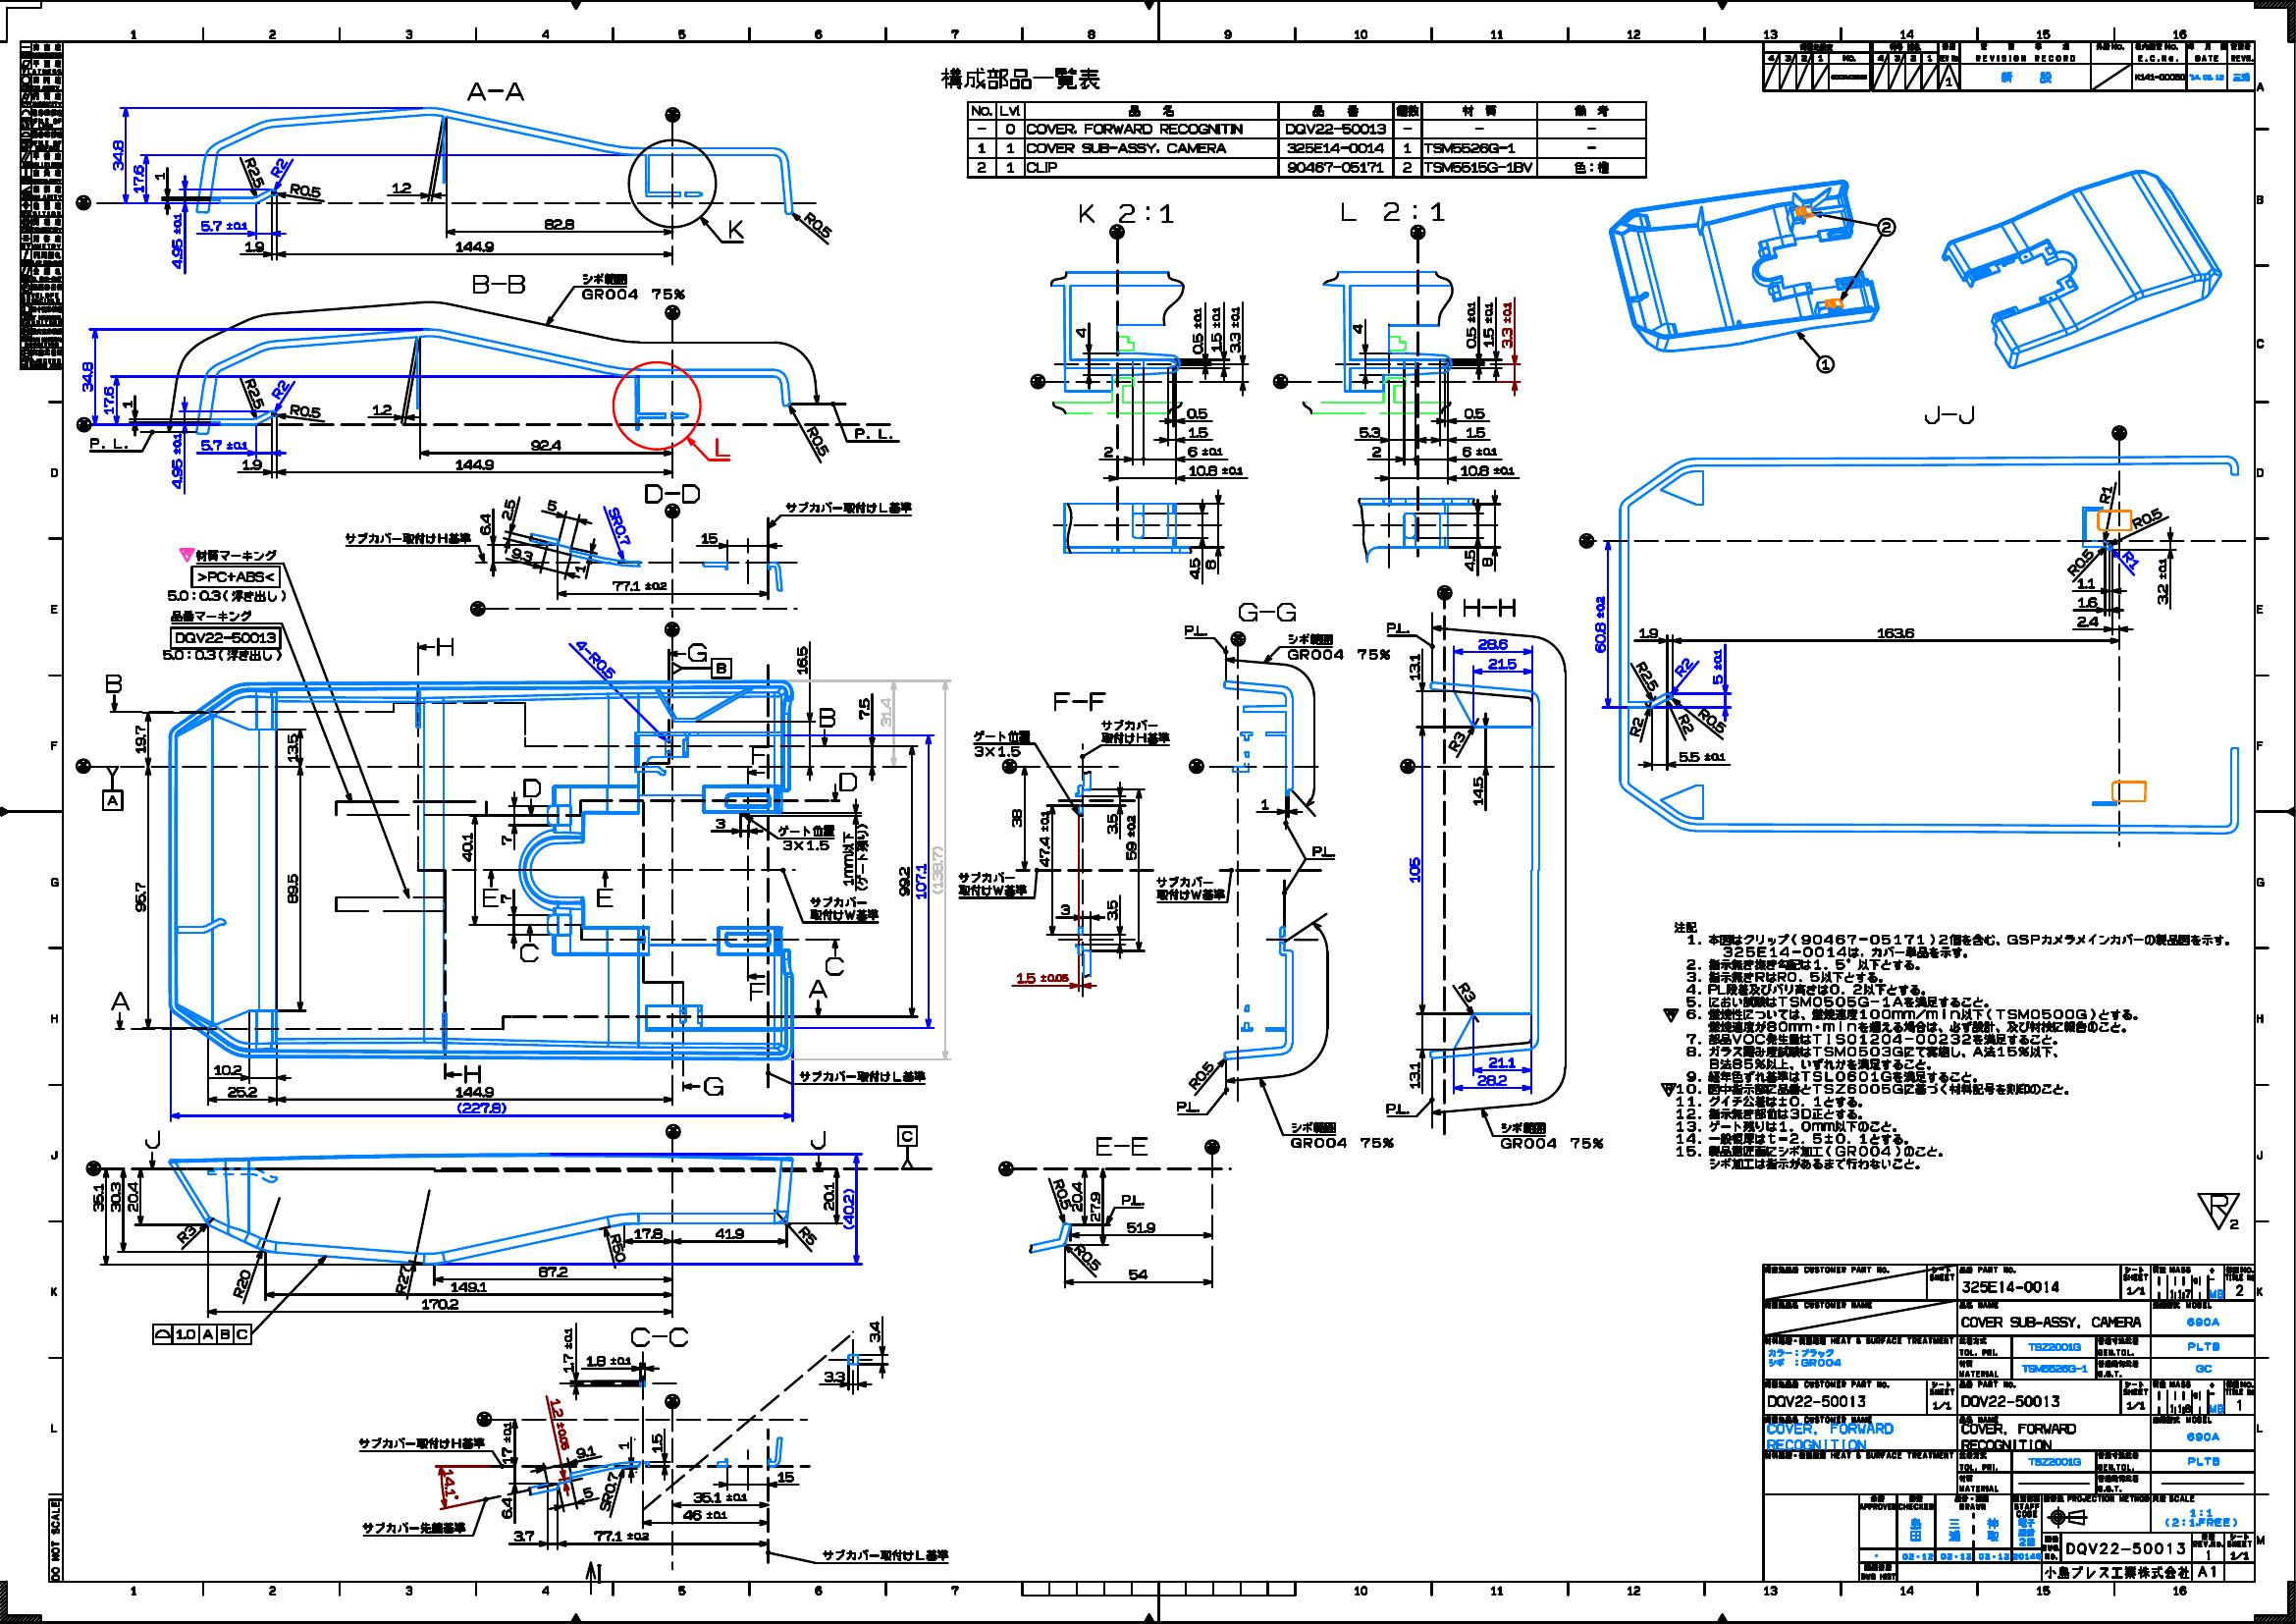 構成部品一覧表
No. Lvl 品 名 品 番 個数 材 質 備 考
- 0 COVER, FORWARD RECOGNITIN DQV22-50013 - - -
1 1 COVER SUB-ASSY, CAMERA 325E14-0014 1 TSM5526G-1 -
2 1 CLIP 90467-05171 2 TSM5515G-1BV 色:橙
REVISION RECORD E.C.No. DATE REVR.
新 設
A-A
34.8
17.6
1
4.95 ±0.1
R2.5
R2
R0.5
5.7 ±0.1
1.9
144.9
1.2
82.8
K
R0.5
B-B
シボ範囲
GR004 75%
34.8
17.6
1
4.95 ±0.1
R2.5
R2
R0.5
P. L.
5.7 ±0.1
1.9
144.9
1.2
92.4
L
R0.5
P. L.
K 2:1
4
0.5 ±0.1
1.5 ±0.1
3.3 ±0.1
0.5
1.5
2
6 ±0.1
10.8 ±0.1
4.5
8
L 2:1
4
0.5 ±0.1
1.5 ±0.1
3.3 ±0.1
0.5
5.3
1.5
2
6 ±0.1
10.8 ±0.1
4.5
8
2
1
J-J
R1
R0.5
R0.5
R1
1.1
1.6
2.4
3.2 ±0.1
60.8 ±0.2
1.9
163.6
R2.5
R2
5 ±0.1
R2
R2
R0.5
5.5 ±0.1
D-D
サブカバー取付けL基準
サブカバー取付けH基準
6.4
2.5
5
SR0.7
9.3
1
15
77.1 ±0.2
材質マーキング
>PC+ABS<
5.0:0.3(浮き出し)
品番マーキング
DQV22-50013
5.0:0.3(浮き出し)
H
4-R0.5
G
B
16.5
7.5
31.4
B
B
F
19.7
13.5
A
D
D
7
3
ゲート位置
3×1.5
1mm以下
(ゲート残り)
40.1
95.7
89.5
E
E
7
サブカバー
取付けW基準
99.2
107.1
(138.7)
C
C
F
A
A
10.2
25.2
H
G
144.9
(227.8)
サブカバー取付けL基準
F-F
ゲート位置
3×1.5
サブカバー
取付けH基準
38
47.4 ±0.1
3.5
59 ±0.2
サブカバー
取付けW基準
3
3.5
1.5 ±0.05
G-G
P.L.
シボ範囲
GR004 75%
1
P.L.
サブカバー
取付けW基準
R0.5
P.L.
シボ範囲
GR004 75%
H-H
P.L.
28.6
21.5
13.1
R3
14.5
105
R3
21.1
28.2
13.1
P.L.
シボ範囲
GR004 75%
J
J
C
35.1
30.3
20.4
R3
R20
R27
R50
17.8
41.9
R5
20.1
(40.2)
87.2
149.1
170.2
1.0 A B C
E-E
R0.5
20.4
27.9
P.L.
51.9
R0.5
54
C-C
1.7 ±0.1
1.8 ±0.1
3.4
3.3
サブカバー取付けH基準
17 ±0.1
1.2 ±0.05
9.1
1
1.5
14.1°
6.4
5
SR0.7
15
35.1 ±0.1
46 ±0.1
3.7
77.1 ±0.2
サブカバー先端基準
サブカバー取付けL基準
注記
1. 本図はクリップ(90467-05171)2個を含む、GSPカメラメインカバーの製品図を示す。
325E14-0014は、カバー単品を示す。
2. 指示無き抜き勾配は1.5°以下とする。
3. 指示無きRはR0.5以下とする。
4. PL段差及びバリ高さは0.2以下とする。
5. におい試験はTSM0505G-1Aを満足すること。
6. 燃焼性については、燃焼速度100mm/min以下(TSM0500G)とする。
燃焼速度が80mm・minを超える場合は、必ず設計、及び材技に報告のこと。
7. 部品VOC発生量はTIS01204-00232を満足すること。
8. ガラス曇み度試験はTSM0503Gにて実施し、A法15%以下、
B法85%以上、いずれかを満足すること。
9. 経年色ずれ基準はTSL0601Gを満足すること。
10. 図中指示部に品番とTSZ6005Gに基づく材料記号を刻印のこと。
11. グイチ公差は±0.1とする。
12. 指示無き部位は3D正とする。
13. ゲート残りは1.0mm以下のこと。
14. 一般板厚はt=2.5±0.1とする。
15. 製品意匠面にシボ加工(GR004)のこと。
シボ加工は指示があるまで行わないこと。
R 2
CUSTOMER PART NO. SHEET PART NO. SHEET MASS
325E14-0014 1/1 2
CUSTOMER NAME NAME MODEL
COVER SUB-ASSY, CAMERA 690A
HEAT & SURFACE TREATMENT
カラー:ブラック
シボ :GR004
TOL. PRI. TSZ2001G GEN.TOL. PLTB
MATERIAL TSM5526G-1 GC
CUSTOMER PART NO. SHEET PART NO. SHEET MASS
DQV22-50013 1/1 DQV22-50013 1/1 1
CUSTOMER NAME NAME MODEL
COVER, FORWARD RECOGNITION COVER, FORWARD RECOGNITION 690A
HEAT & SURFACE TREATMENT
TOL. PRI. TSZ2001G GEN.TOL. PLTB
MATERIAL
APPROVED CHECKED DRAWN STAFF CODE PROJECTION METHOD SCALE
島田 三浦
1:1
(2:1,FREE)
DQV22-50013 1 1/1
小島プレス工業株式会社 A1
DO NOT SCALE